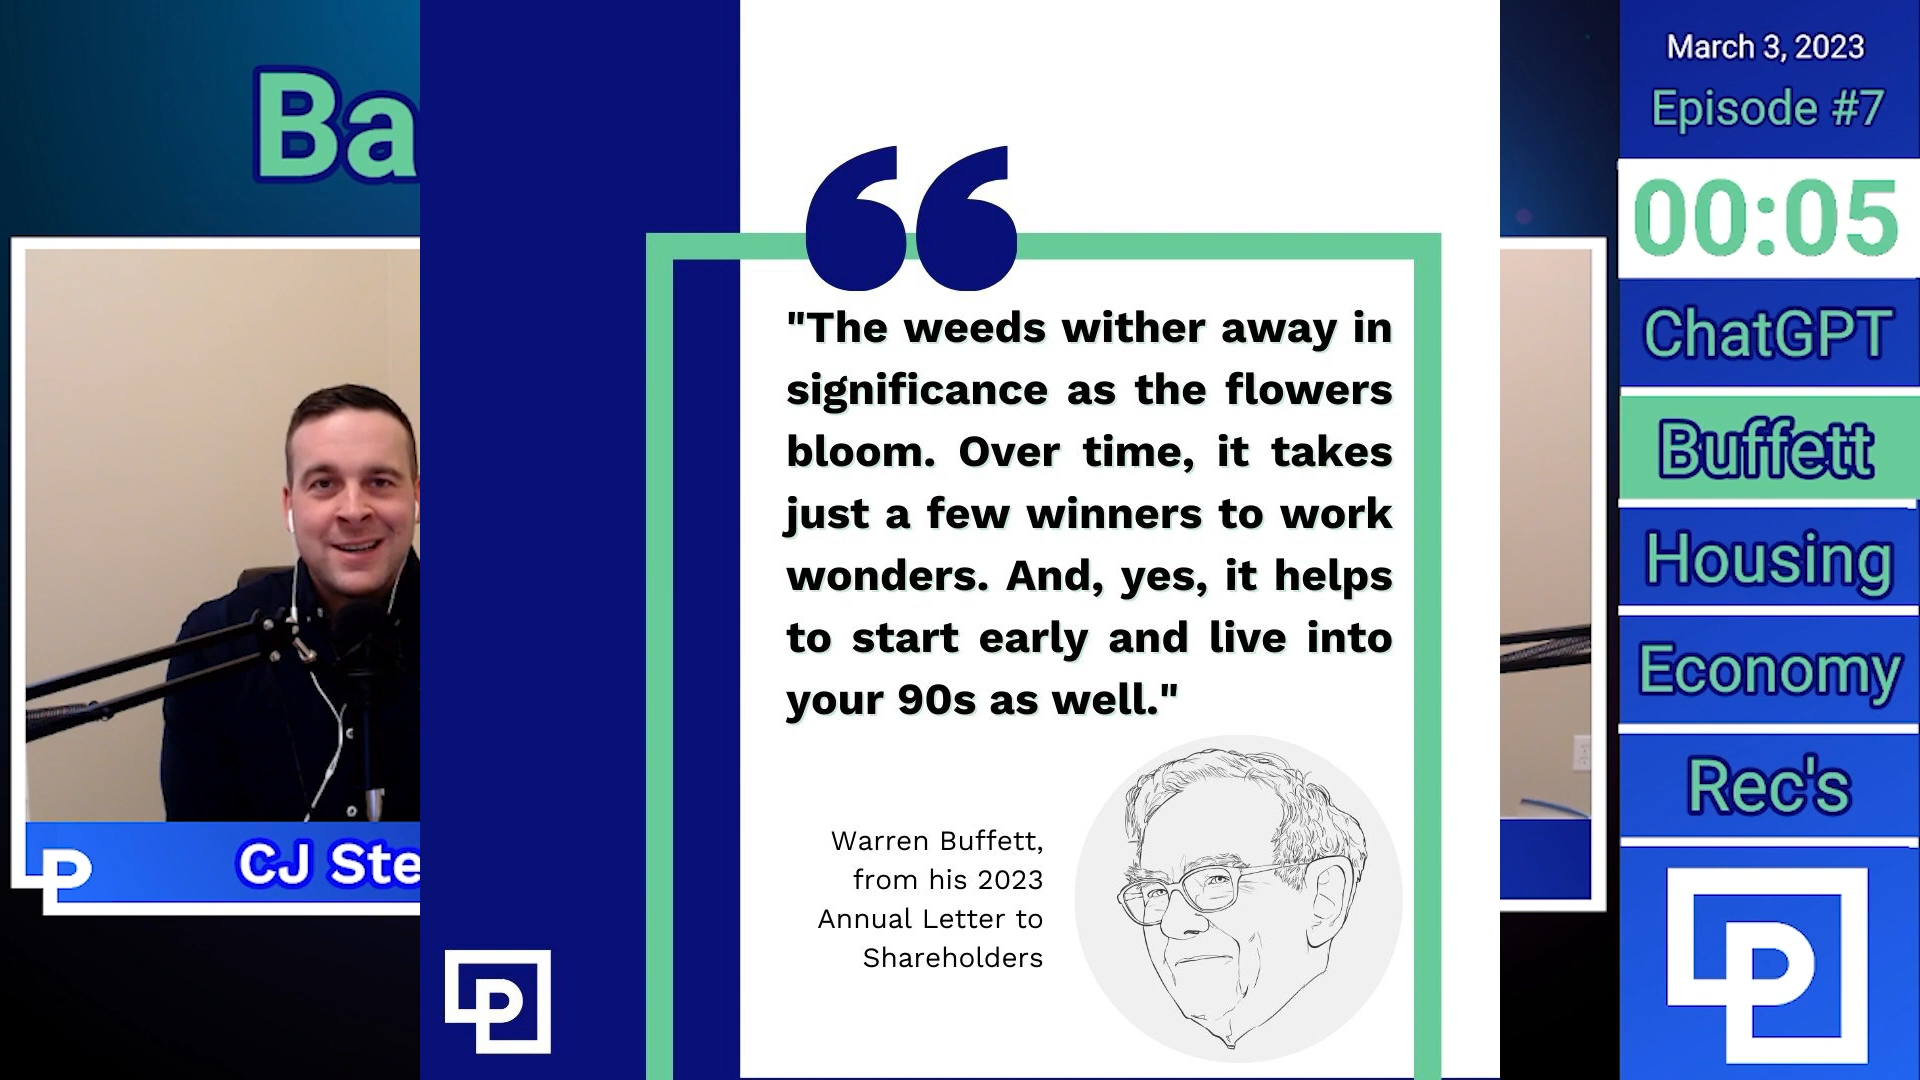 Ba
March 3, 2023
Episode #7
00:05
ChatGPT
Buffett
Housing
Economy
Rec's
"The weeds wither away in
significance as the flowers
bloom. Over time, it takes
just a few winners to work
wonders. And, yes, it helps
to start early and live into
your 90s as well."
Warren Buffett,
from his 2023
Annual Letter to
Shareholders
CJ Ste